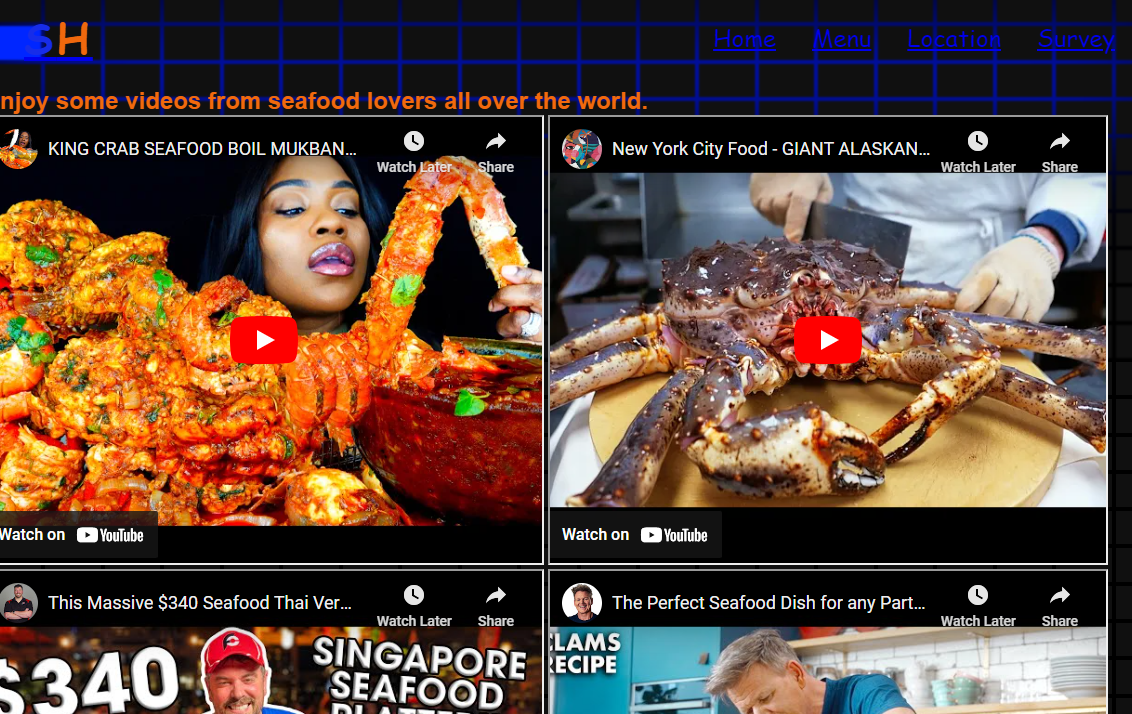 SH
Home Menu Location Survey
njoy some videos from seafood lovers all over the world.
KING CRAB SEAFOOD BOIL MUKBAN...
Watch Later Share
New York City Food - GIANT ALASKAN...
Watch Later Share
Watch on YouTube
Watch on YouTube
This Massive $340 Seafood Thai Ver...
Watch Later Share
The Perfect Seafood Dish for any Part...
Watch Later Share
$340
SINGAPORE
SEAFOOD
PLATTER
CLAMS
RECIPE